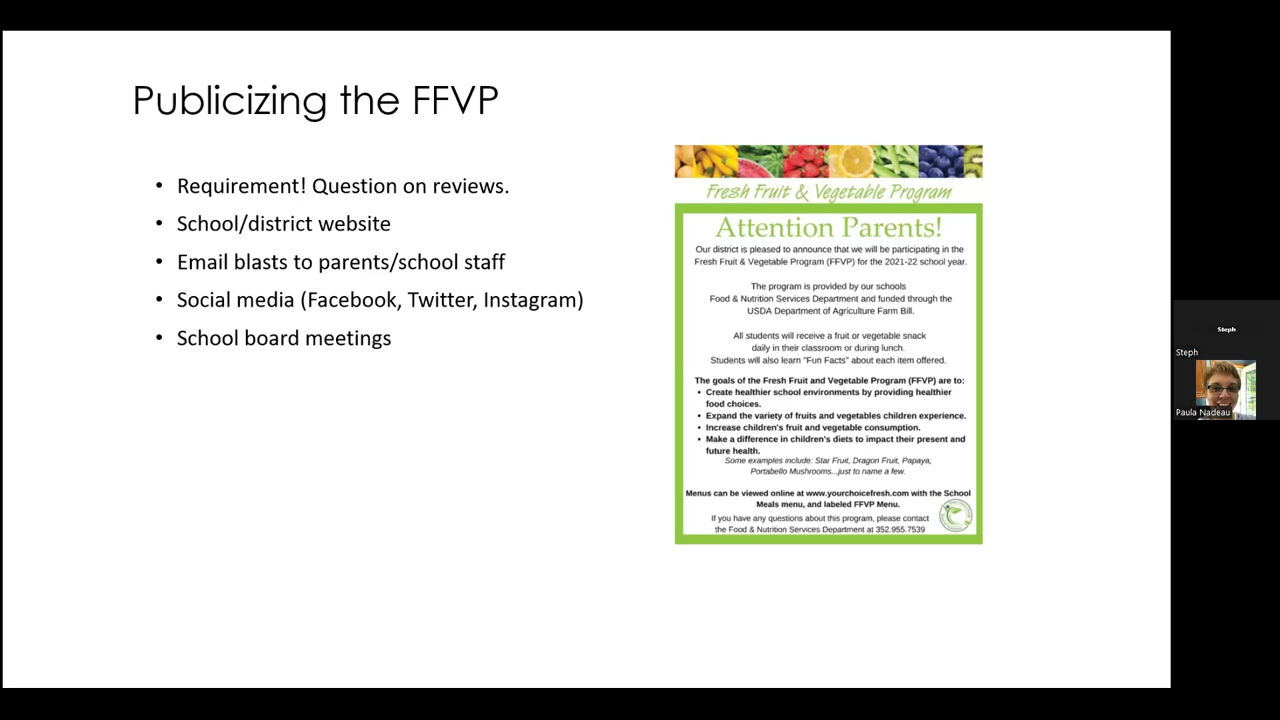 Publicizing the FFVP
• Requirement! Question on reviews.
• School/district website
• Email blasts to parents/school staff
• Social media (Facebook, Twitter, Instagram)
• School board meetings
Fresh Fruit & Vegetable Program
Attention Parents!
Our district is pleased to announce that we will be participating in the
Fresh Fruit & Vegetable Program (FFVP) for the 2021-22 school year.
The program is provided by our schools
Food & Nutrition Services Department and funded through the
USDA Department of Agriculture Farm Bill.
All students will receive a fruit or vegetable snack
daily in their classroom or during lunch.
Students will also learn "Fun Facts" about each item offered.
The goals of the Fresh Fruit and Vegetable Program (FFVP) are to:
• Create healthier school environments by providing healthier
food choices.
• Expand the variety of fruits and vegetables children experience.
• Increase children's fruit and vegetable consumption.
• Make a difference in children's diets to impact their present and
future health.
Some examples include: Star Fruit, Dragon Fruit, Papaya,
Portabello Mushrooms...just to name a few.
Menus can be viewed online at www.yourchoicefresh.com with the School
Meals menu, and labeled FFVP Menu.
If you have any questions about this program, please contact
the Food & Nutrition Services Department at 352.955.7539
Steph
Steph
Paula Nadeau